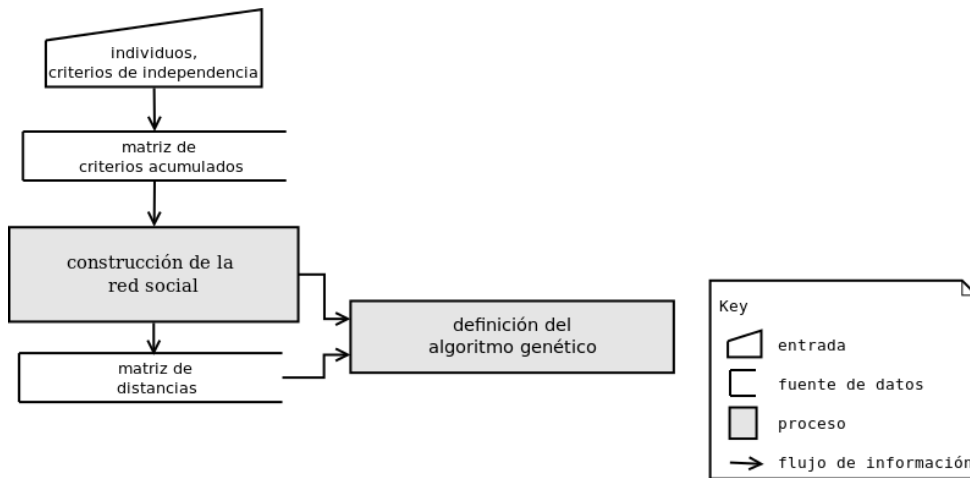 individuos,
criterios de independencia
matriz de
criterios acumulados
construcción de la
red social
definición del
algoritmo genético
matriz de
distancias
Key
entrada
fuente de datos
proceso
flujo de información